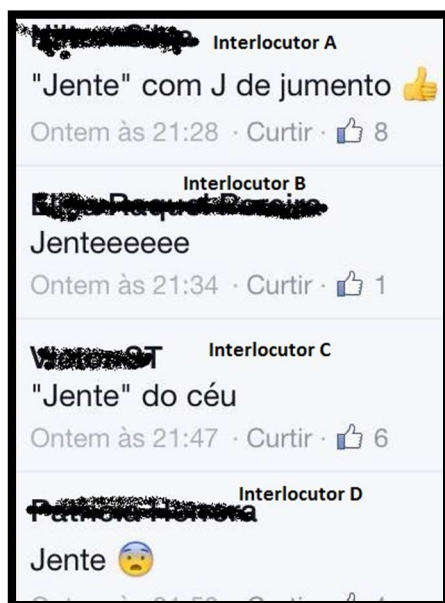 Interlocutor A
"Jente" com J de jumento 👍
Ontem às 21:28 · Curtir · 8
Interlocutor B
Jenteeeeee
Ontem às 21:34 · Curtir · 1
Interlocutor C
"Jente" do céu
Ontem às 21:47 · Curtir · 6
Interlocutor D
Jente 😨